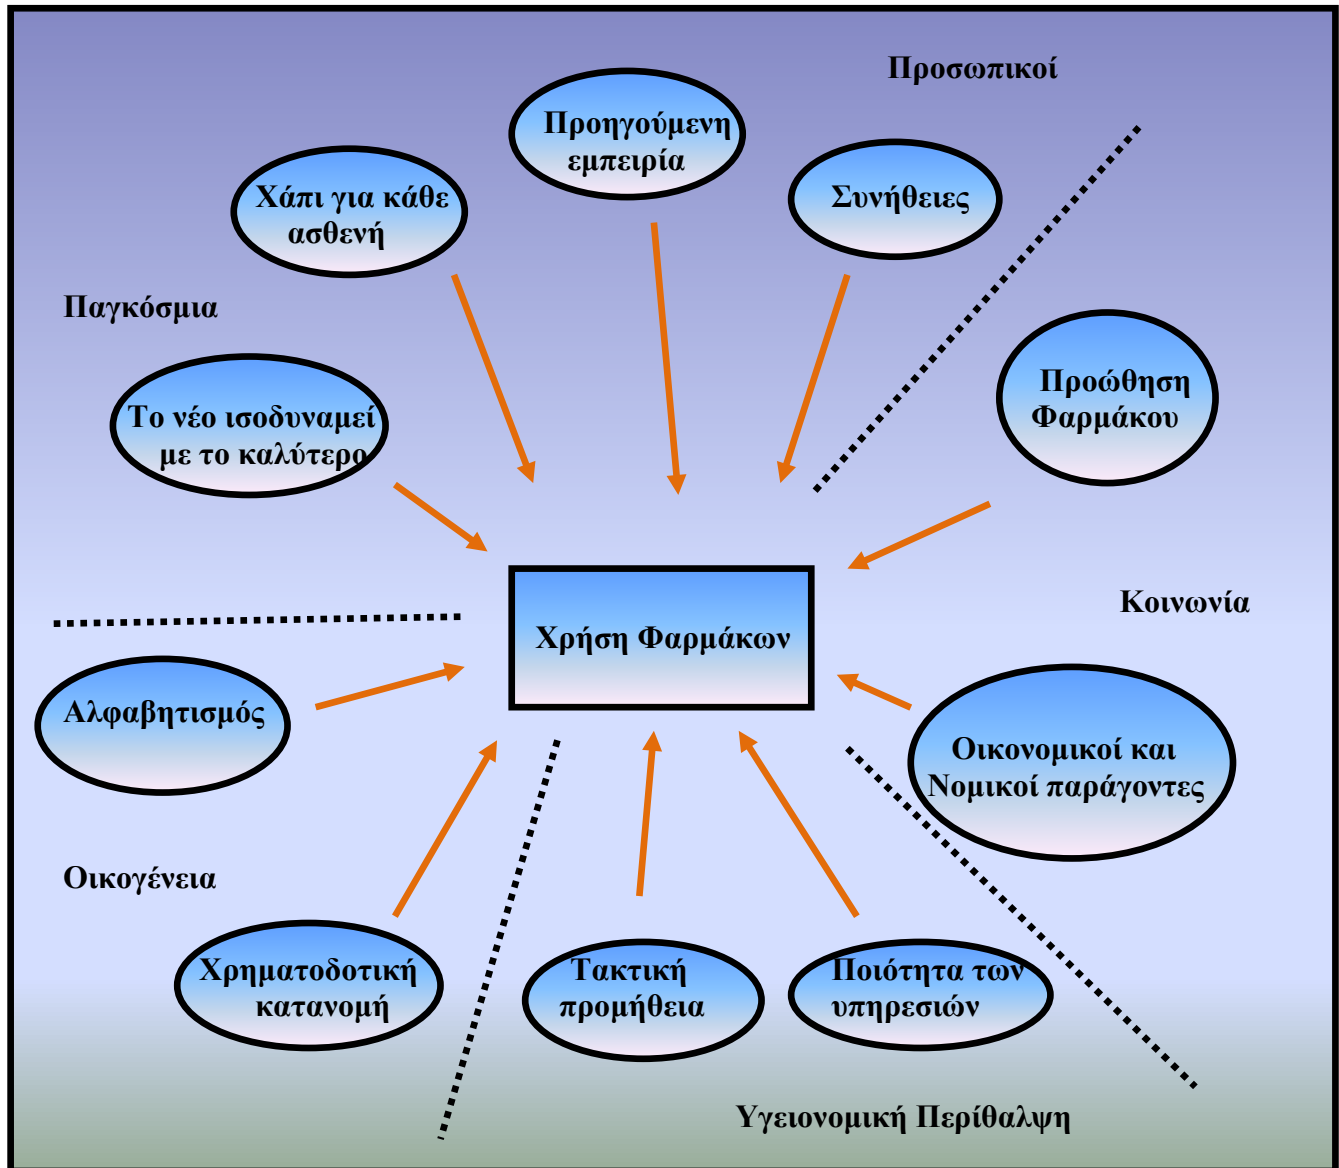 Προσωπικοί
Προηγούμενη
εμπειρία
Χάπι για κάθε
ασθενή
Συνήθειες
Παγκόσμια
Το νέο ισοδυναμεί
με το καλύτερο
Προώθηση
Φαρμάκου
Κοινωνία
Χρήση Φαρμάκων
Αλφαβητισμός
Οικονομικοί και
Νομικοί παράγοντες
Οικογένεια
Χρηματοδοτική
κατανομή
Τακτική
προμήθεια
Ποιότητα των
υπηρεσιών
Υγειονομική Περίθαλψη